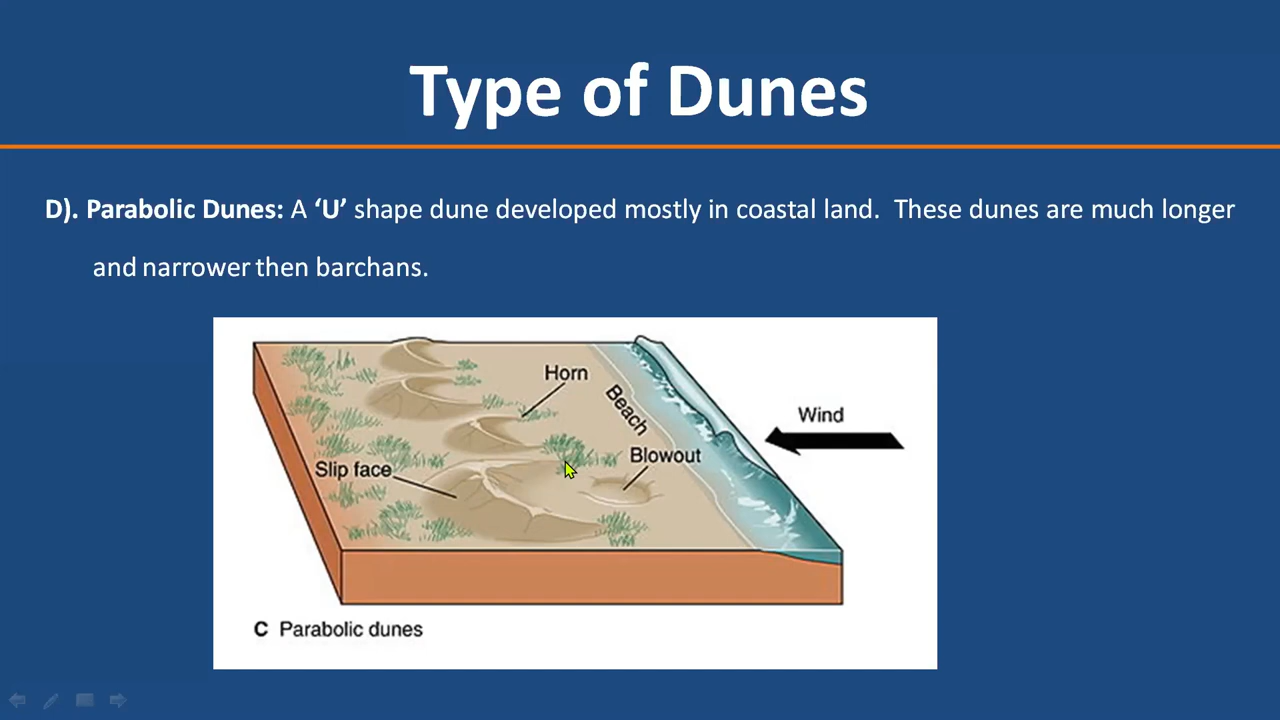 Type of Dunes
D). Parabolic Dunes: A ‘U’ shape dune developed mostly in coastal land. These dunes are much longer
and narrower then barchans.
Horn
Beach
Wind
Blowout
Slip face
C Parabolic dunes